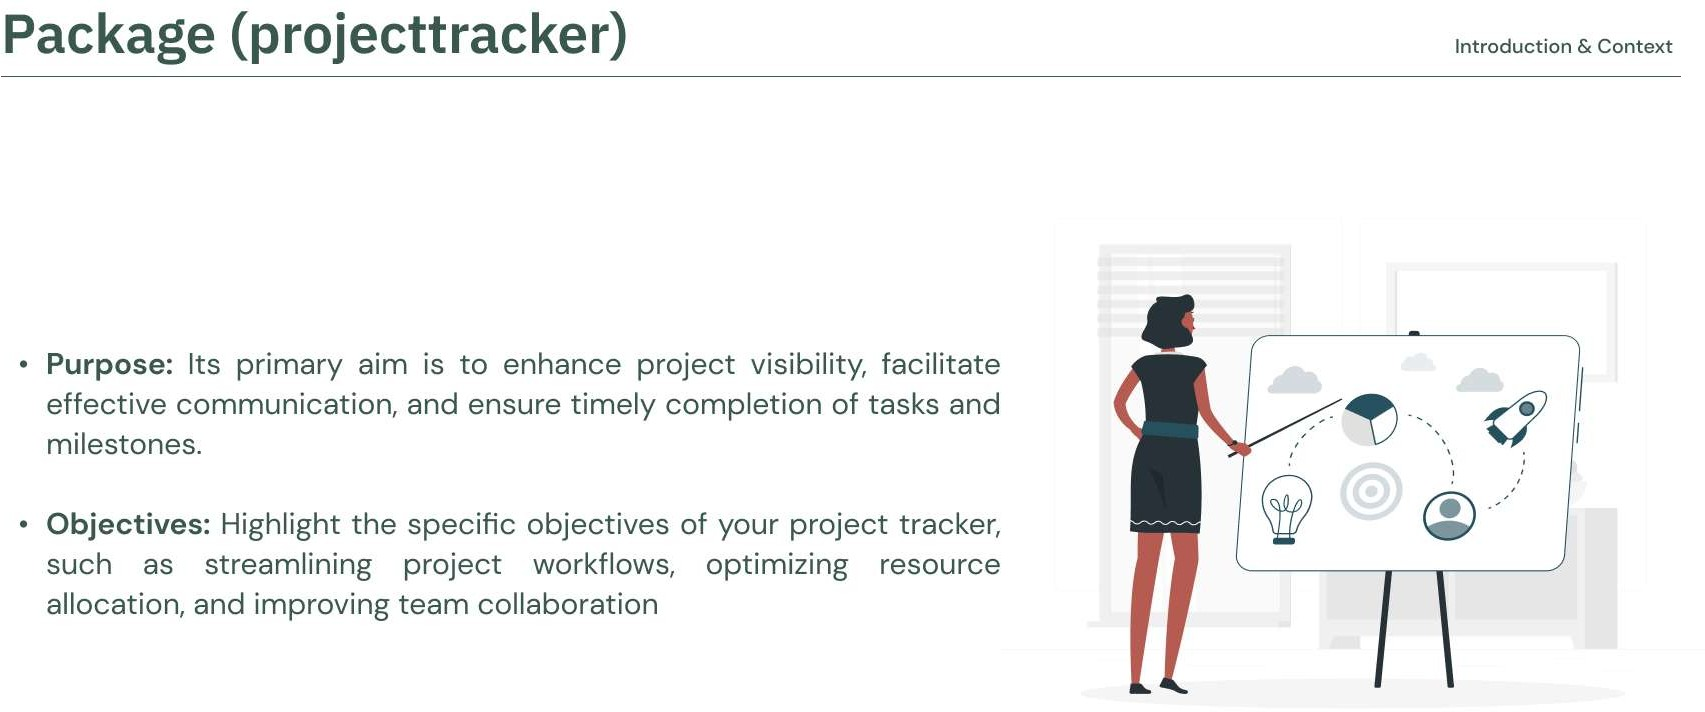 Package (projecttracker)
Introduction & Context
• Purpose: Its primary aim is to enhance project visibility, facilitate
effective communication, and ensure timely completion of tasks and
milestones.
• Objectives: Highlight the specific objectives of your project tracker,
such as streamlining project workflows, optimizing resource
allocation, and improving team collaboration